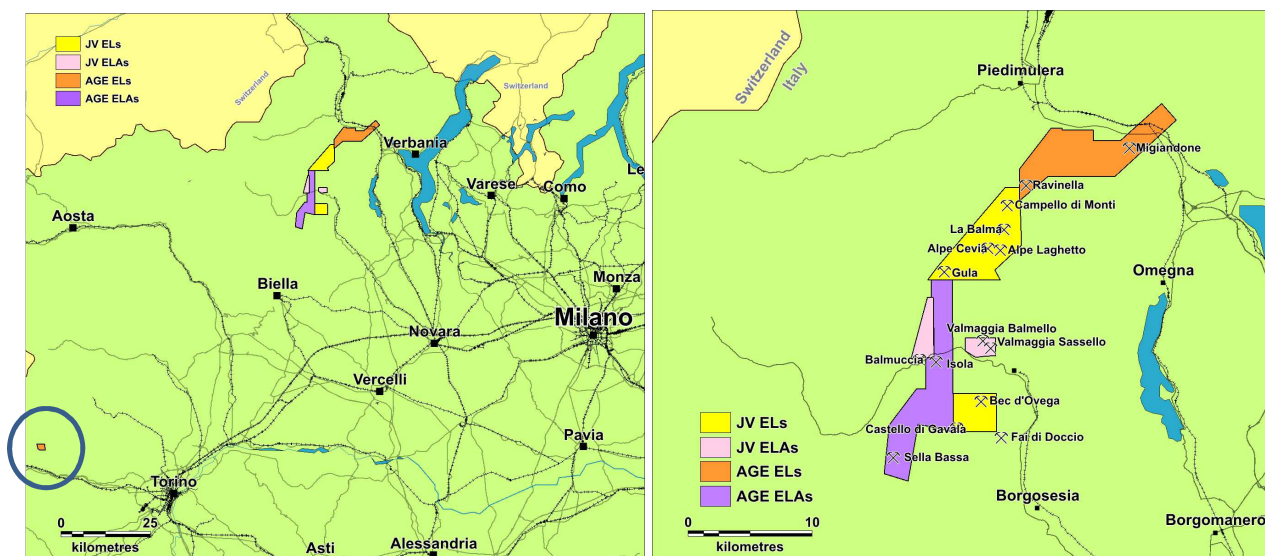 JV ELs
JV ELAs
AGE ELs
AGE ELAs
Switzerland
Switzerland
Verbania
Varese
Como
Le
Aosta
Biella
Monza
Milano
Novara
Vercelli
Pavia
Torino
0 25
kilometres
Asti
Alessandria
Switzerland
Italy
Piedimulera
Migiandone
Ravinella
Campello di Monti
La Balma
Alpe Cevia
Alpe Laghetto
Gula
Omegna
Valmaggia Balmello
Valmaggia Sassello
Balmuccia
Isola
Bec d'Ovega
Castello di Gavala
Fai di Doccio
Sella Bassa
JV ELs
JV ELAs
AGE ELs
AGE ELAs
Borgosesia
Borgomanero
0 10
kilometres